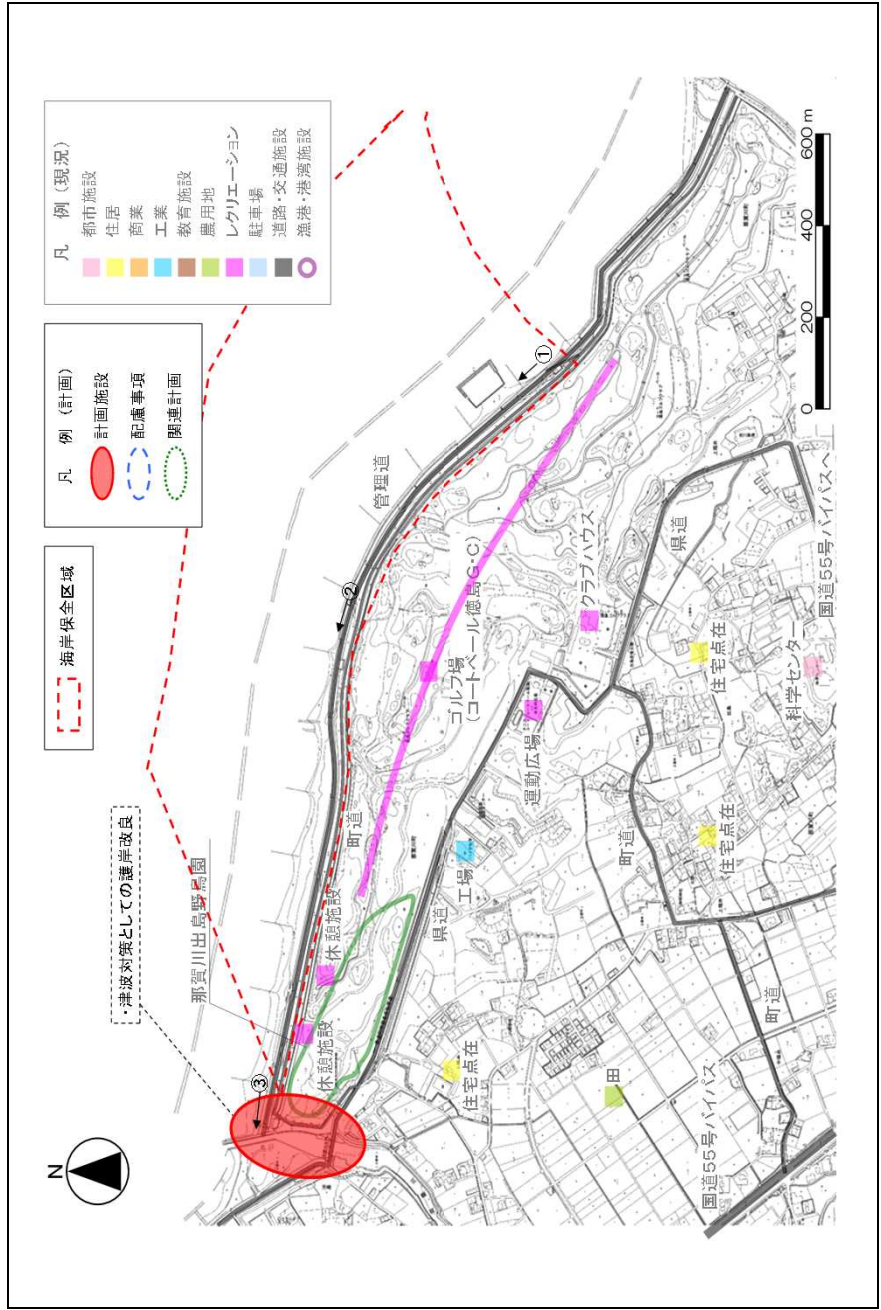 N
・津波対策としての護岸改良
海岸保全区域
凡　例 (計画)
計画施設
配慮事項
関連計画
凡　例 (現況)
都市施設
住居
商業
工業
教育施設
農用地
レクリエーション
駐車場
道路・交通施設
漁港・港湾施設
那賀川出島野鳥園
③
②
①
管理道
町道
休憩施設
休憩施設
ゴルフ場
(コートベール徳島G・C)
県道
工場
運動広場
クラブハウス
住宅点在
田
町道
住宅点在
県道
住宅点在
科学センター
町道
国道55号バイパス
国道55号バイパスへ
0 200 400 600 m